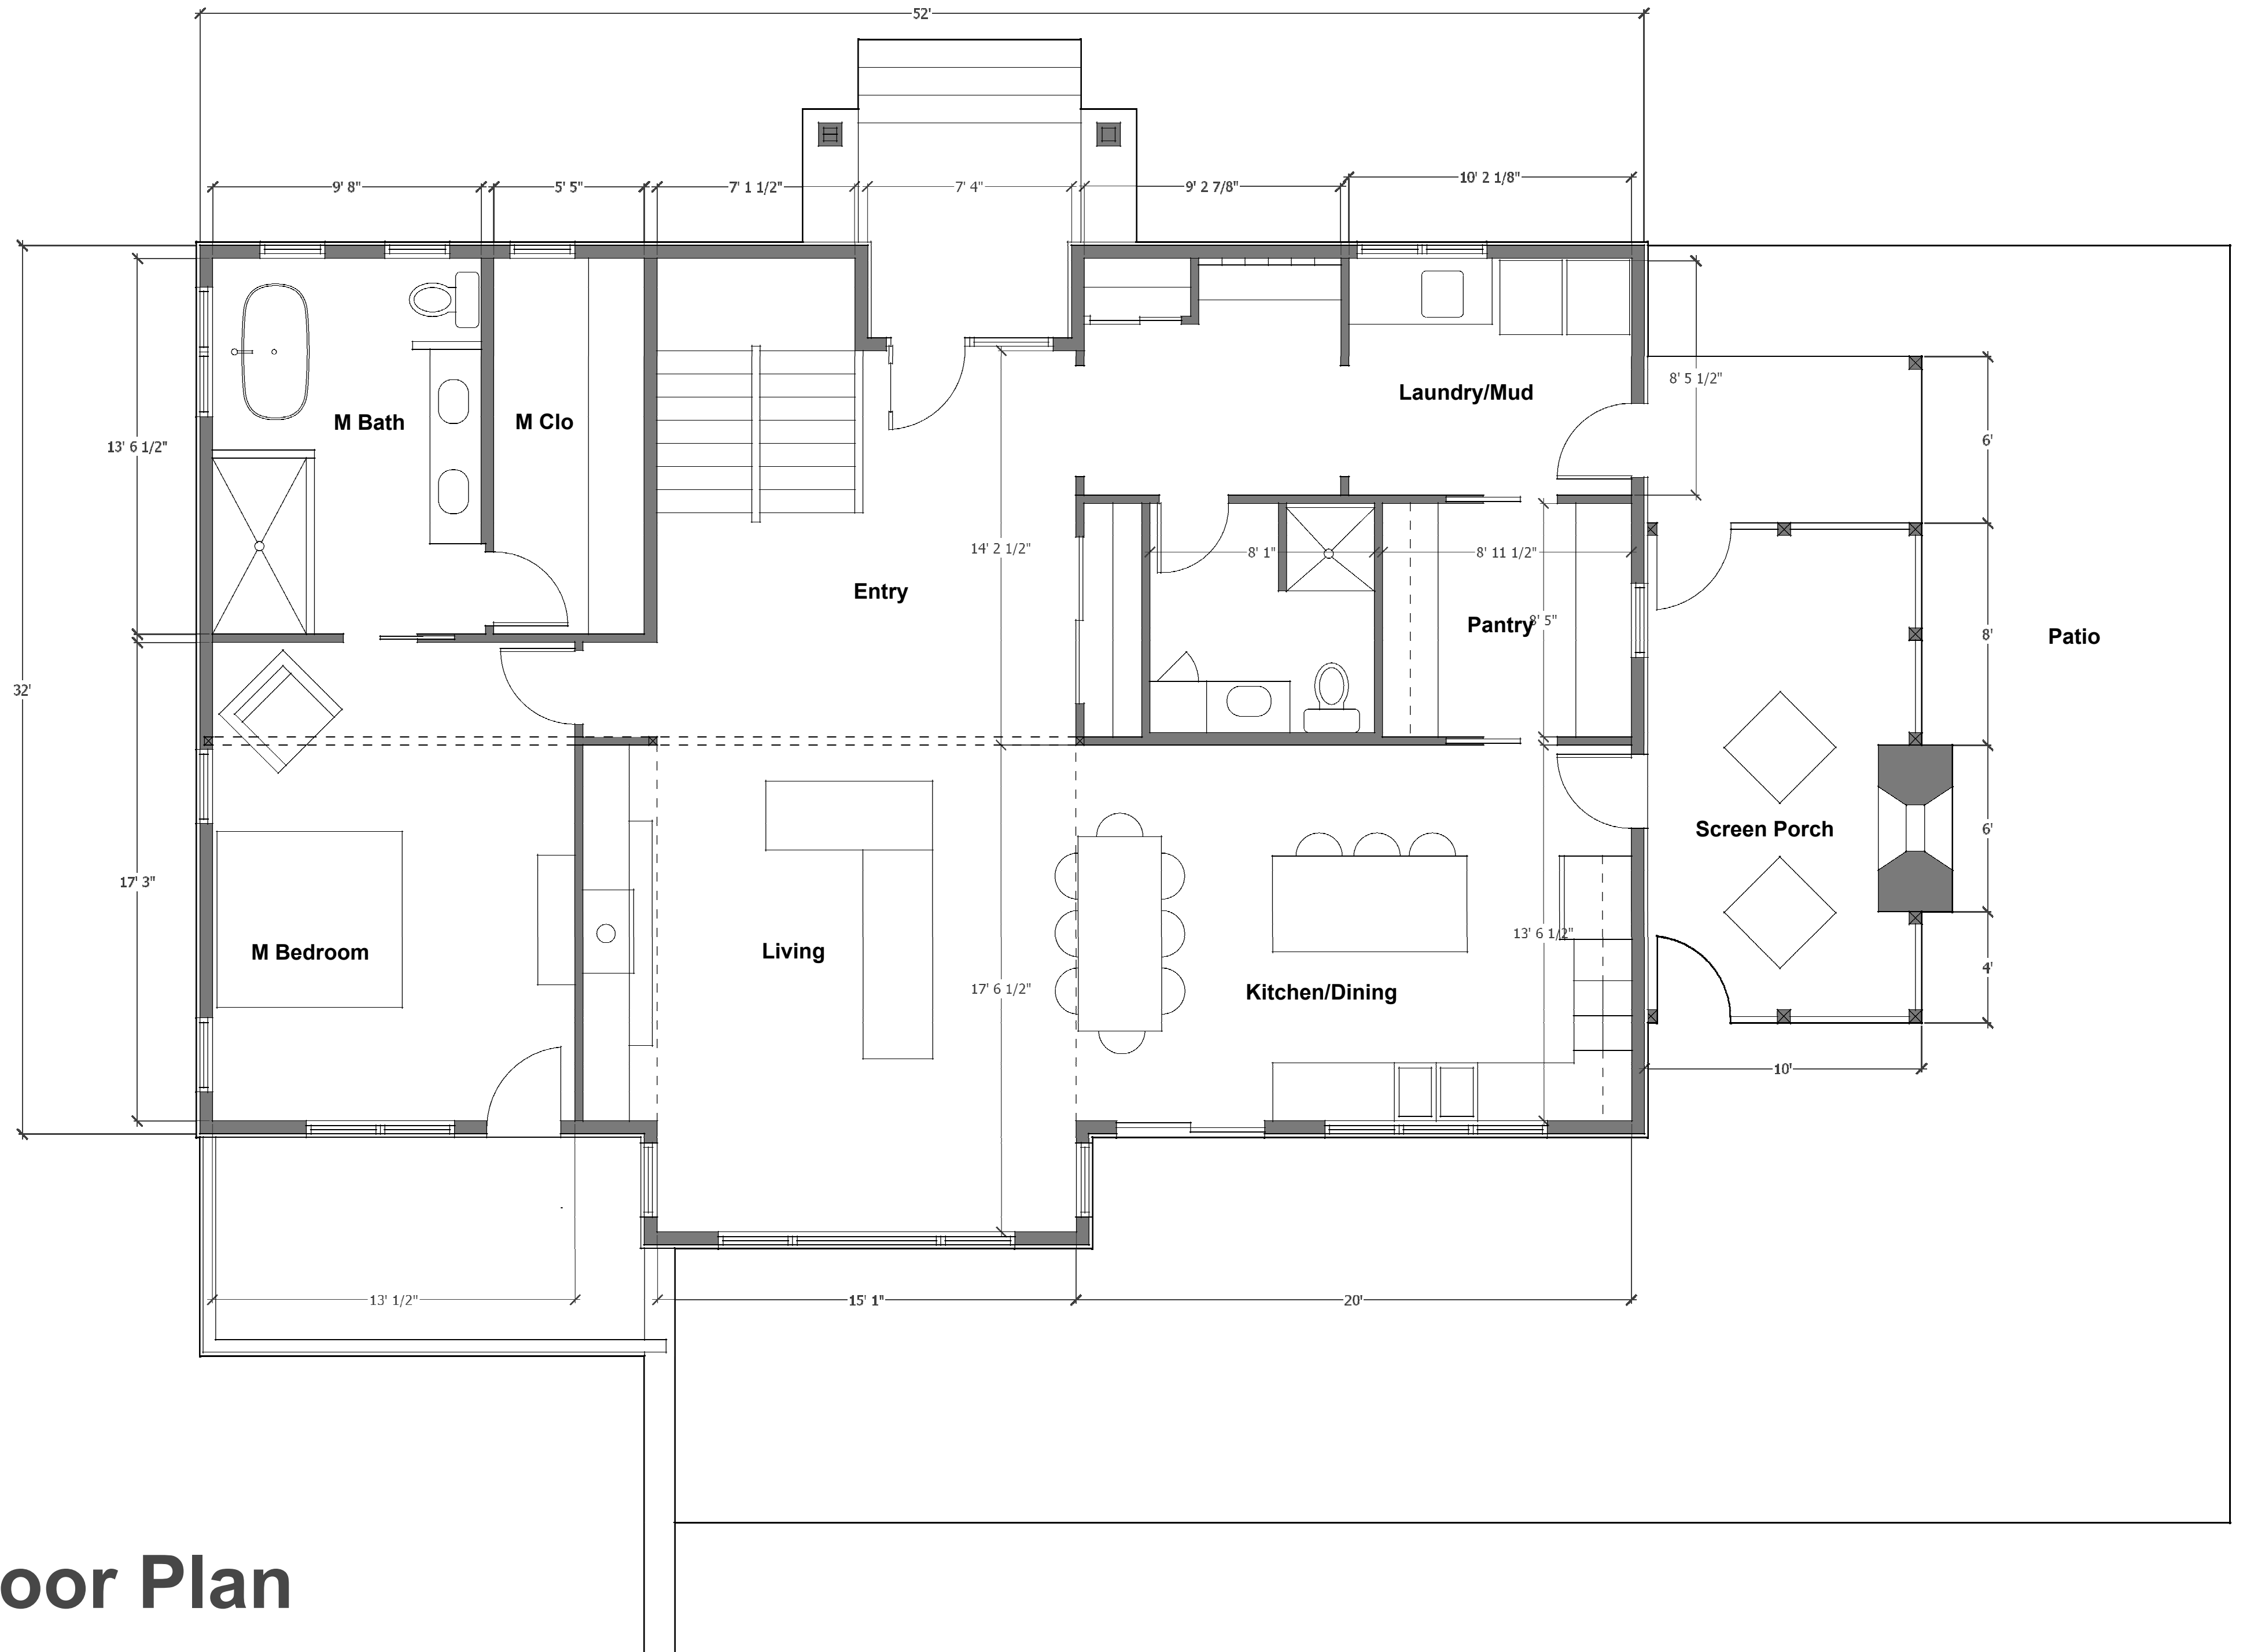 52'
9' 8"
5' 5"
7' 1 1/2"
7' 4"
9' 2 7/8"
10' 2 1/8"
8' 5 1/2"
Laundry/Mud
M Bath
M Clo
6'
13' 6 1/2"
14' 2 1/2"
8' 1"
8' 11 1/2"
Entry
Pantry
8' 5"
8'
Patio
32'
Screen Porch
6'
17' 3"
13' 6 1/2"
M Bedroom
Living
4'
17' 6 1/2"
Kitchen/Dining
10'
13' 1/2"
15' 1"
20'
oor Plan